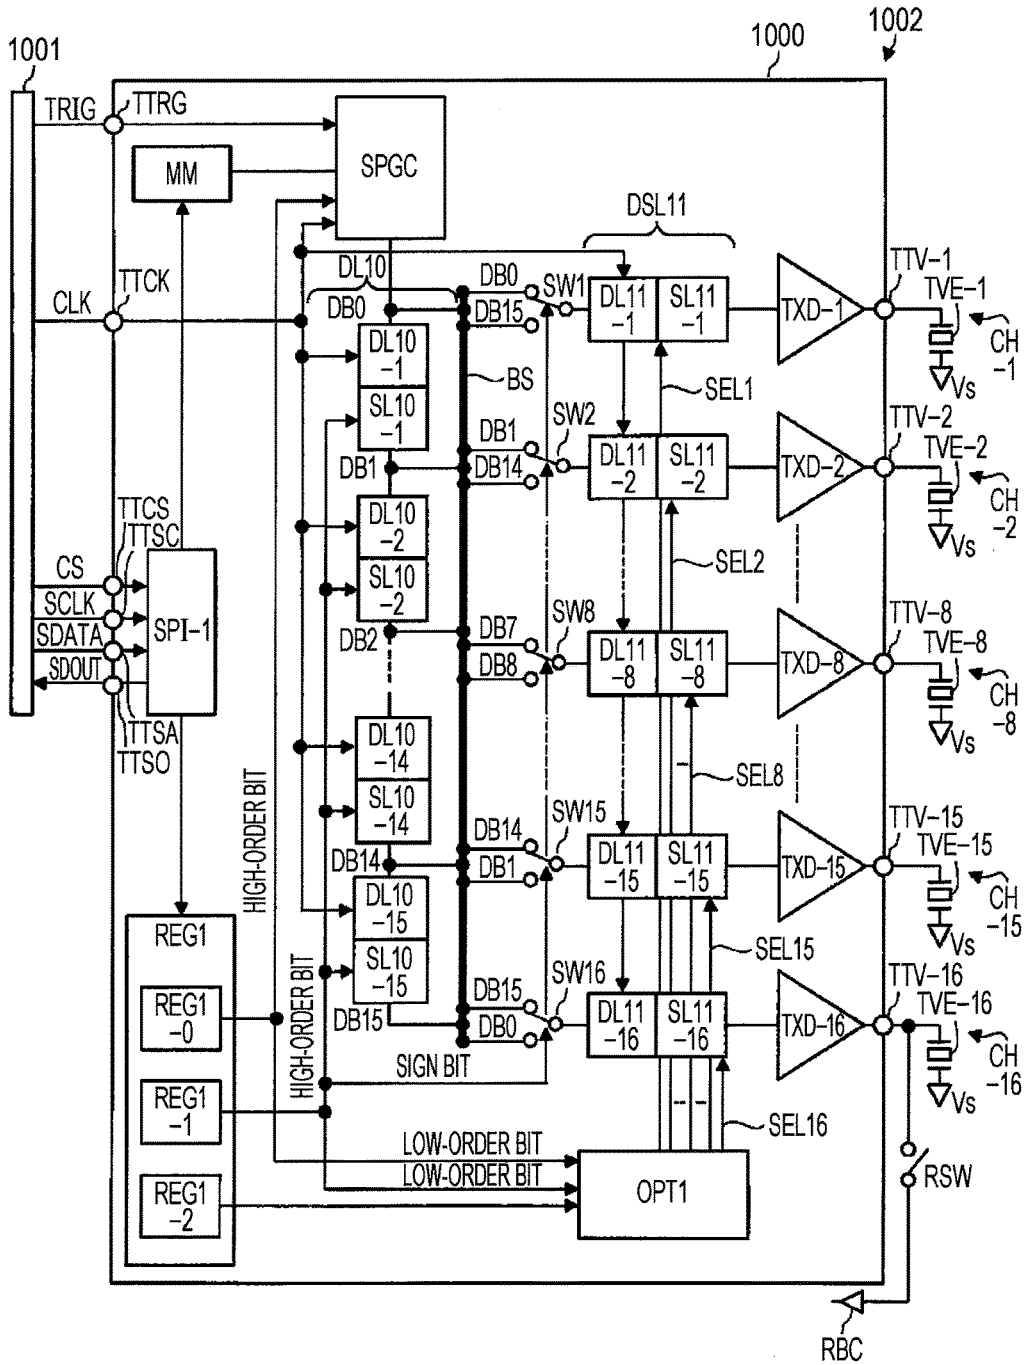 1002
1001
1000
TRIG
TTRG
MM
SPGC
DSL11
DL10
TTCK
CLK
DB0
DB0
DB15
SW1
DL11
-1
SL11
-1
TXD-1
TTV-1
TVE-1
CH
-1
Vs
DL10
-1
SL10
-1
BS
SEL1
DB1
DB1
DB14
SW2
DL11
-2
SL11
-2
TXD-2
TTV-2
TVE-2
CH
-2
Vs
DL10
-2
SL10
-2
SEL2
TTCS
TTSC
CS
SCLK
SDATA
SDOUT
SPI-1
TTSA
TTSO
DB2
DB7
DB8
SW8
DL11
-8
SL11
-8
TXD-8
TTV-8
TVE-8
CH
-8
Vs
DL10
-14
SL10
-14
SEL8
HIGH-ORDER BIT
DB14
DB14
DB1
SW15
DL11
-15
SL11
-15
TXD-15
TTV-15
TVE-15
CH
-15
Vs
DL10
-15
SL10
-15
SEL15
REG1
REG1
-0
REG1
-1
REG1
-2
HIGH-ORDER BIT
DB15
DB15
DB0
SW16
DL11
-16
SL11
-16
TXD-16
TTV-16
TVE-16
CH
-16
Vs
SIGN BIT
SEL16
LOW-ORDER BIT
LOW-ORDER BIT
OPT1
RSW
RBC